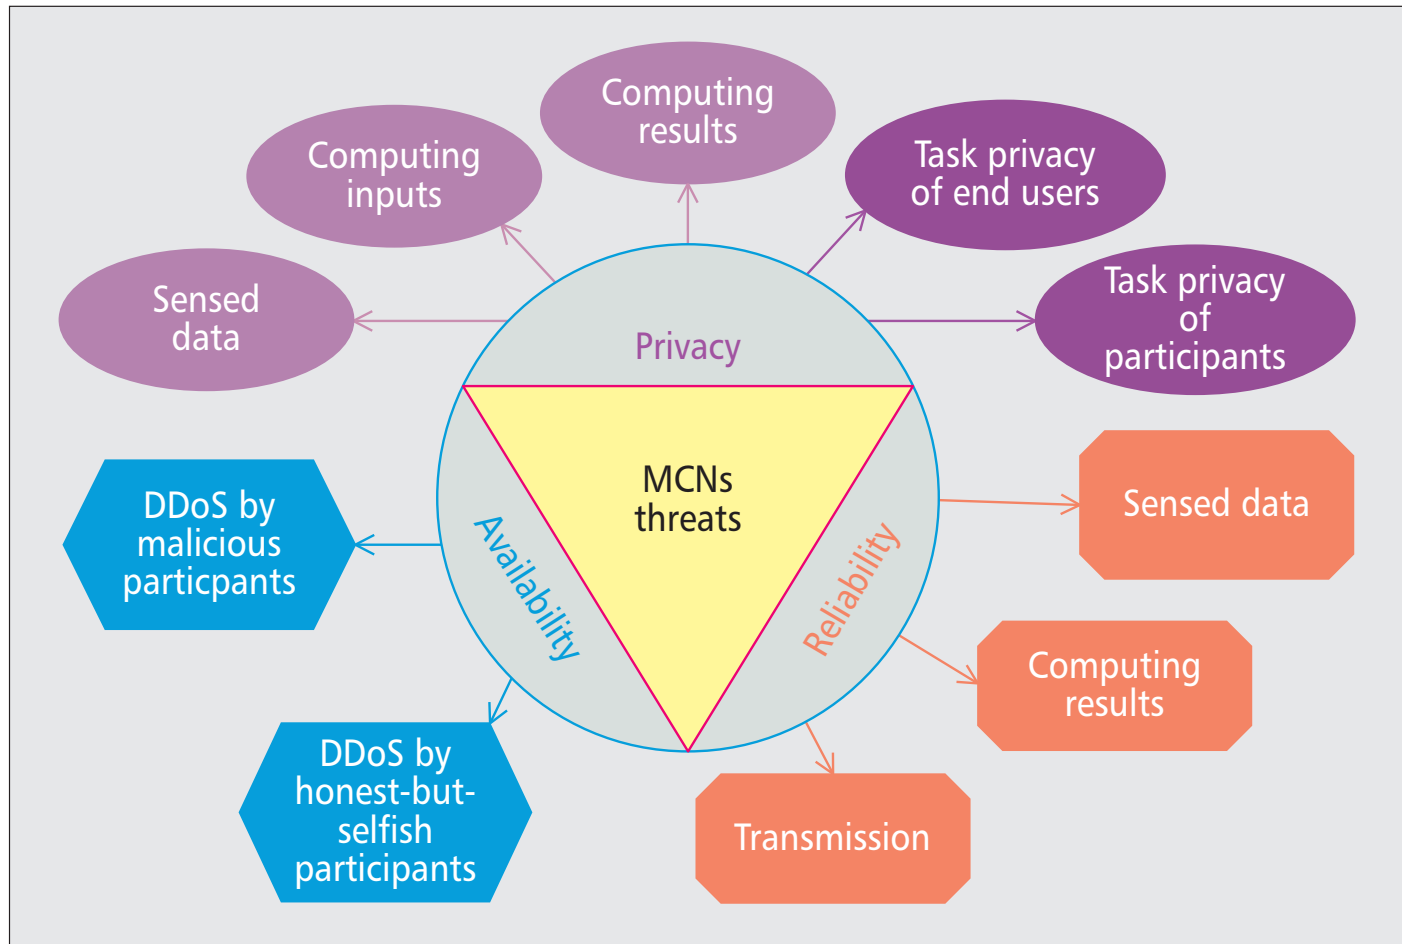 Computing
results
Computing
inputs
Task privacy
of end users
Sensed
data
Task privacy
of
participants
Privacy
MCNs
threats
Availability
Reliability
DDoS by
malicious
particpants
Sensed data
Computing
results
DDoS by
honest-but-
selfish
participants
Transmission